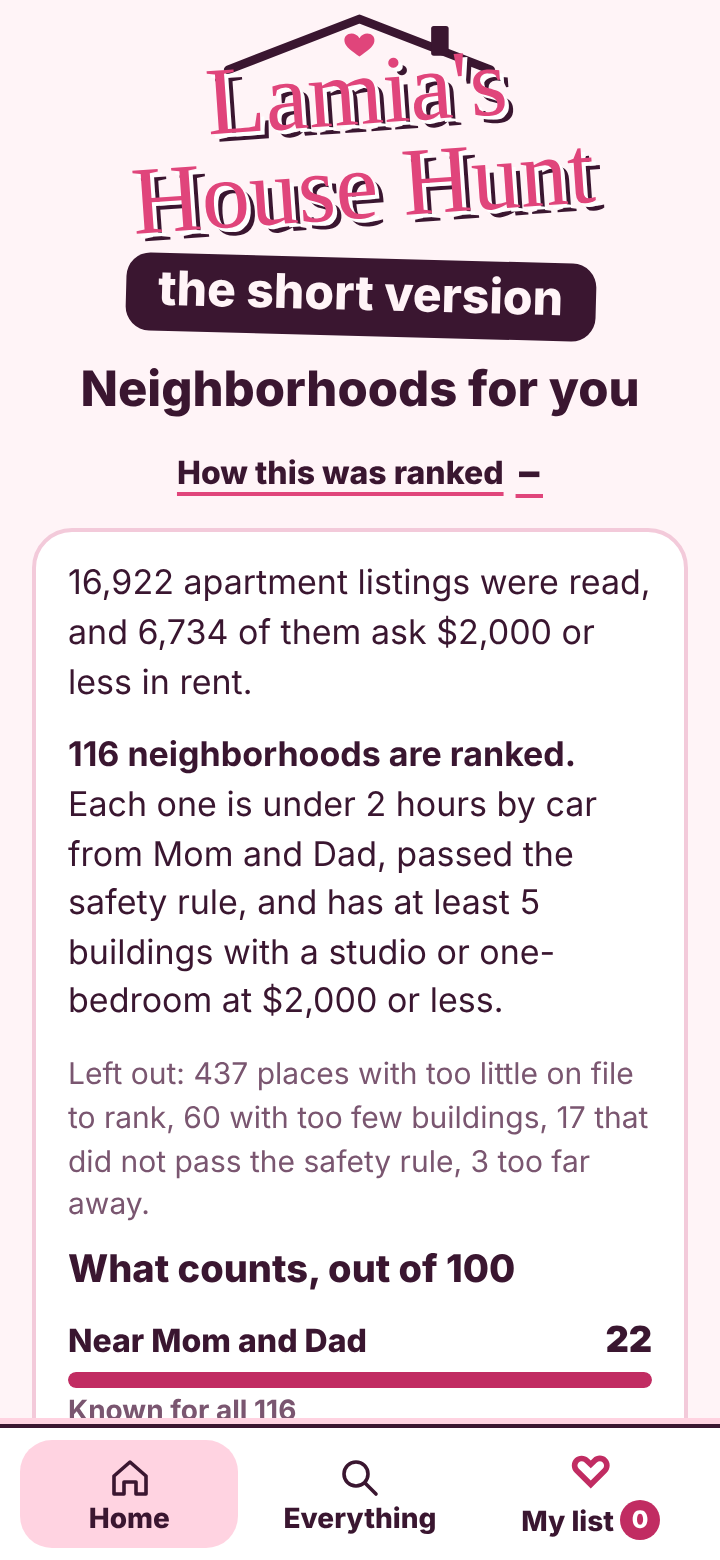 Lamia's
House Hunt
the short version
Neighborhoods for you
How this was ranked –
16,922 apartment listings were read,
and 6,734 of them ask $2,000 or
less in rent.
116 neighborhoods are ranked.
Each one is under 2 hours by car
from Mom and Dad, passed the
safety rule, and has at least 5
buildings with a studio or one-
bedroom at $2,000 or less.
Left out: 437 places with too little on file
to rank, 60 with too few buildings, 17 that
did not pass the safety rule, 3 too far
away.
What counts, out of 100
Near Mom and Dad 22
Known for all 116
Home Everything My list 0